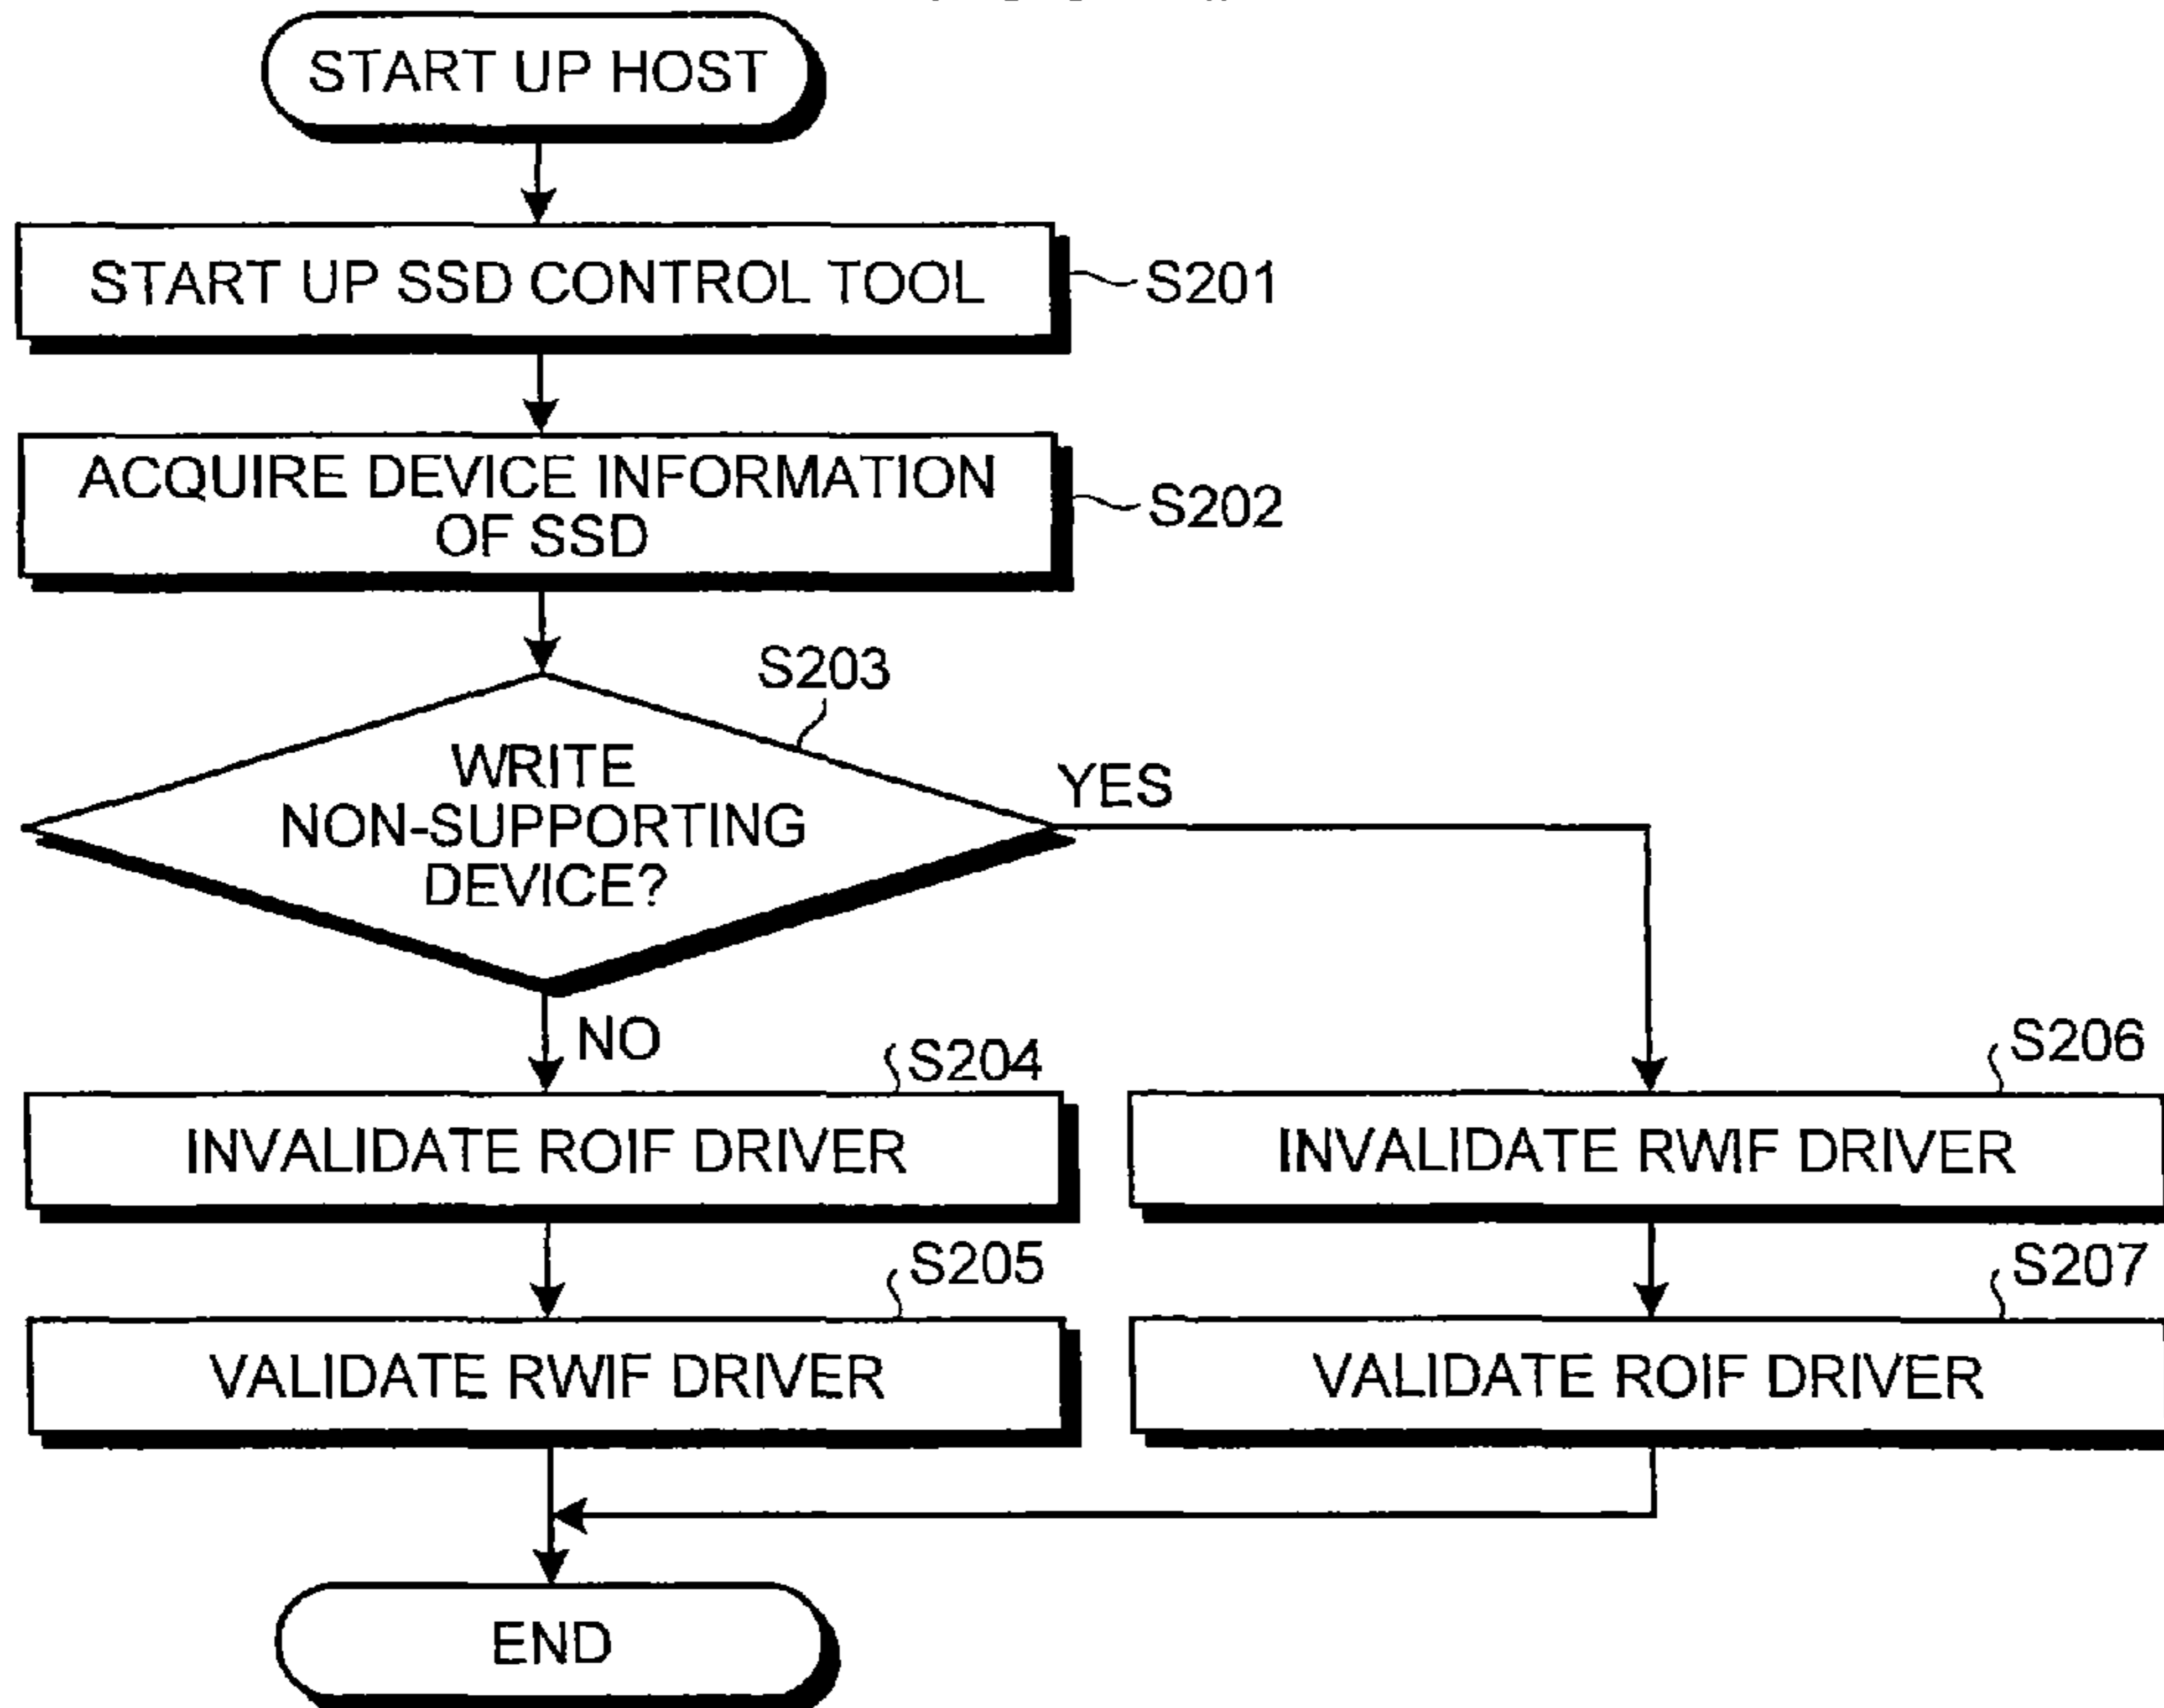 START UP HOST
START UP SSD CONTROL TOOL
S201
ACQUIRE DEVICE INFORMATION
OF SSD
S202
S203
WRITE
NON-SUPPORTING
DEVICE?
YES
NO
S204
INVALIDATE ROIF DRIVER
S206
INVALIDATE RWIF DRIVER
S205
VALIDATE RWIF DRIVER
S207
VALIDATE ROIF DRIVER
END